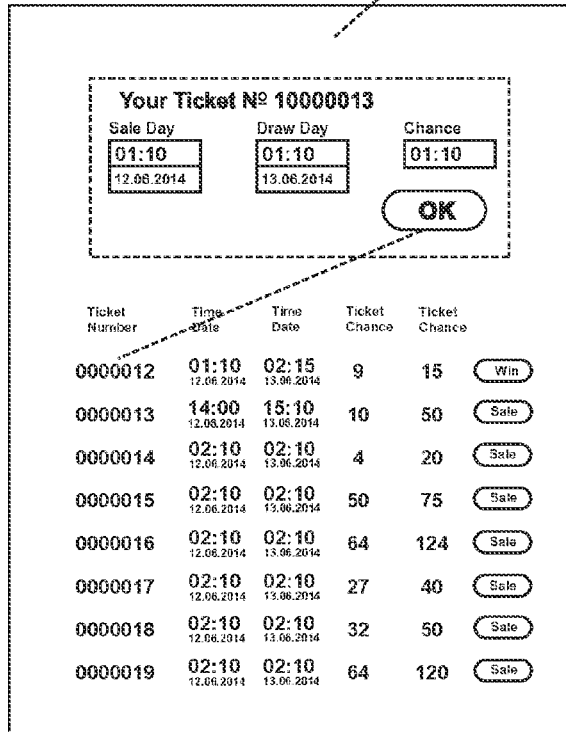 Your Ticket Nº 10000013
Sale Day Draw Day Chance
01:10 01:10 01:10
12.06.2014 13.06.2014
OK
Ticket Time Time Ticket Ticket
Number Date Date Chance Chance
0000012 01:10 02:15 9 15 Win
12.06.2014 13.06.2014
0000013 14:00 15:10 10 50 Sale
12.06.2014 13.06.2014
0000014 02:10 02:10 4 20 Sale
12.06.2014 13.06.2014
0000015 02:10 02:10 50 75 Sale
12.06.2014 13.06.2014
0000016 02:10 02:10 64 124 Sale
12.06.2014 13.06.2014
0000017 02:10 02:10 27 40 Sale
12.06.2014 13.06.2014
0000018 02:10 02:10 32 50 Sale
12.06.2014 13.06.2014
0000019 02:10 02:10 64 120 Sale
12.06.2014 13.06.2014